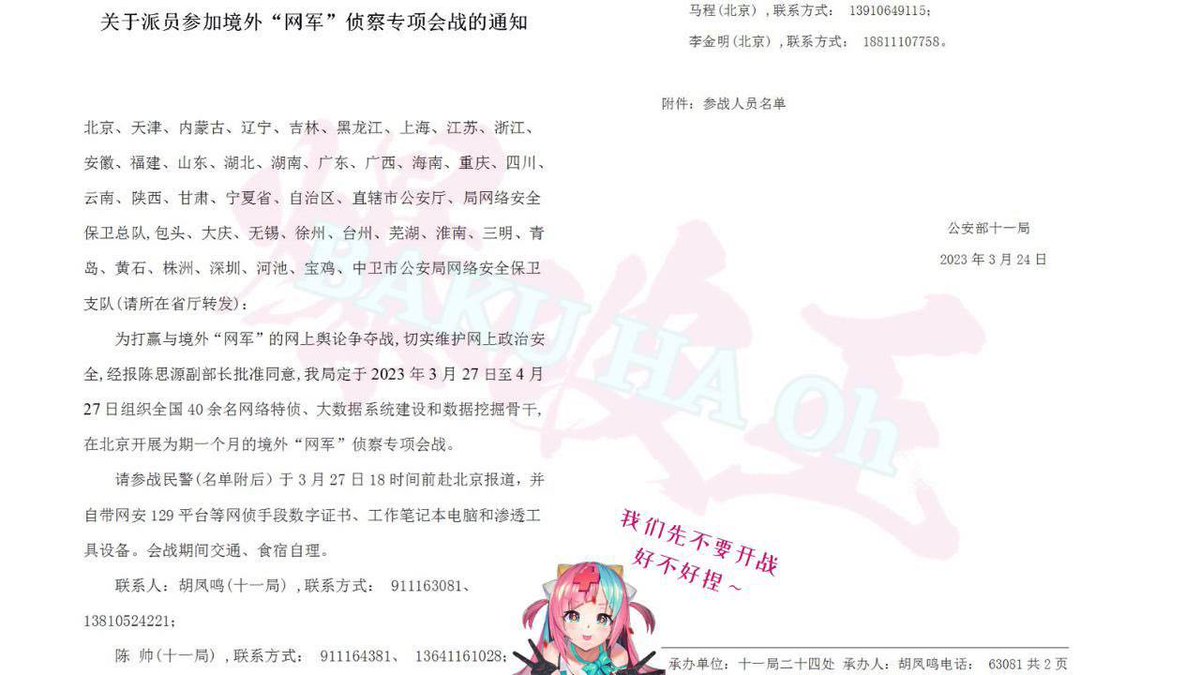 关于派员参加境外“网军”侦察专项会战的通知
北京、天津、内蒙古、辽宁、吉林、黑龙江、上海、江苏、浙江、
安徽、福建、山东、湖北、湖南、广东、广西、海南、重庆、四川、
云南、陕西、甘肃、宁夏省、自治区、直辖市公安厅、局网络安全
保卫总队,包头、大庆、无锡、徐州、台州、芜湖、淮南、三明、青
岛、黄石、株洲、深圳、河池、宝鸡、中卫市公安局网络安全保卫
支队(请所在省厅转发)：
为打赢与境外“网军”的网上舆论争夺战,切实维护网上政治安
全,经报陈思源副部长批准同意,我局定于 2023 年 3 月 27 日至 4 月
27 日组织全国 40 余名网络特侦、大数据系统建设和数据挖掘骨干,
在北京开展为期一个月的境外“网军”侦察专项会战。
请参战民警(名单附后) 于 3 月 27 日 18 时间前赴北京报道，并
自带网安 129 平台等网侦手段数字证书、工作笔记本电脑和渗透工
具设备。会战期间交通、食宿自理。
联系人：胡凤鸣(十一局) ,联系方式： 911163081、
13810524221;
陈 帅(十一局) ,联系方式： 911164381、 13641161028;
马程(北京) ,联系方式： 13910649115;
李金明(北京) ,联系方式： 18811107758。
附件：参战人员名单
公安部十一局
2023 年 3 月 24 日
BAKU HA Oh
我们先不要开战
好不好捏～
承办单位：十一局二十四处 承办人：胡凤鸣电话： 63081 共 2 页